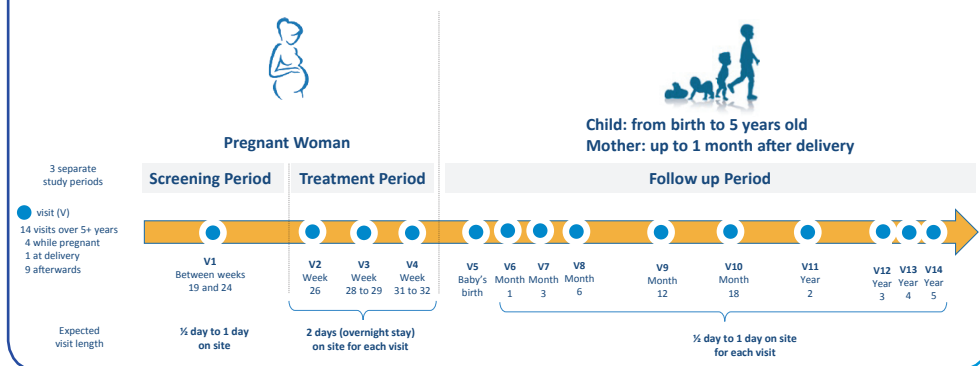 Pregnant Woman
Child: from birth to 5 years old
Mother: up to 1 month after delivery
3 separate
study periods
Screening Period
Treatment Period
Follow up Period
visit (V)
14 visits over 5+ years
4 while pregnant
1 at delivery
9 afterwards
V1
Between weeks
19 and 24
V2
Week
26
V3
Week
28 to 29
V4
Week
31 to 32
V5
Baby's
birth
V6
Month
1
V7
Month
3
V8
Month
6
V9
Month
12
V10
Month
18
V11
Year
2
V12
Year
3
V13
Year
4
V14
Year
5
Expected
visit length
½ day to 1 day
on site
2 days (overnight stay)
on site for each visit
½ day to 1 day on site
for each visit